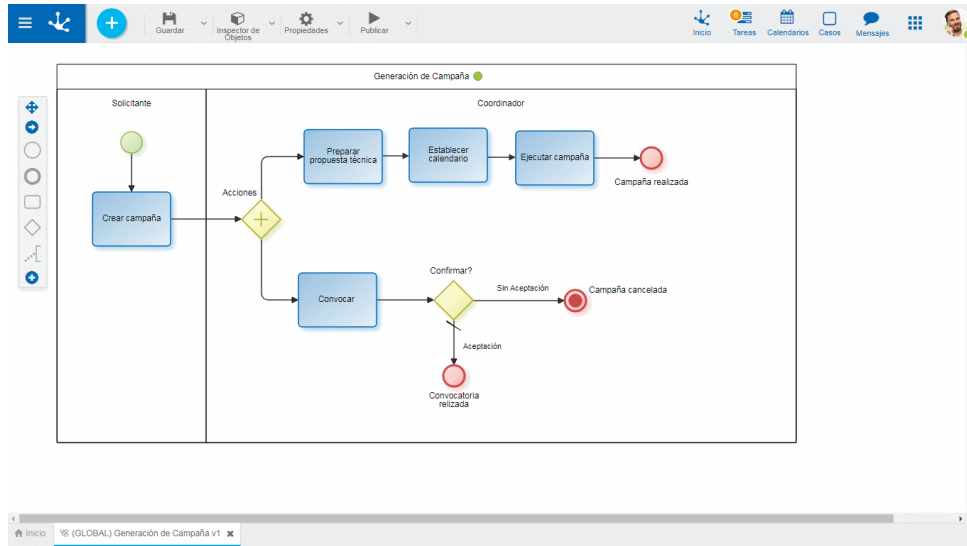 Guardar
Inspector de
Objetos
Propiedades
Publicar
Inicio
8
Tareas
Calendarios
Casos
Mensajes
Generación de Campaña
Solicitante
Coordinador
Preparar
propuesta técnica
Establecer
calendario
Ejecutar campaña
Campaña realizada
Acciones
Crear campaña
Confirmar?
Convocar
Sin Aceptación
Campaña cancelada
Aceptación
Convocatoria
relizada
Inicio
(GLOBAL) Generación de Campaña v1